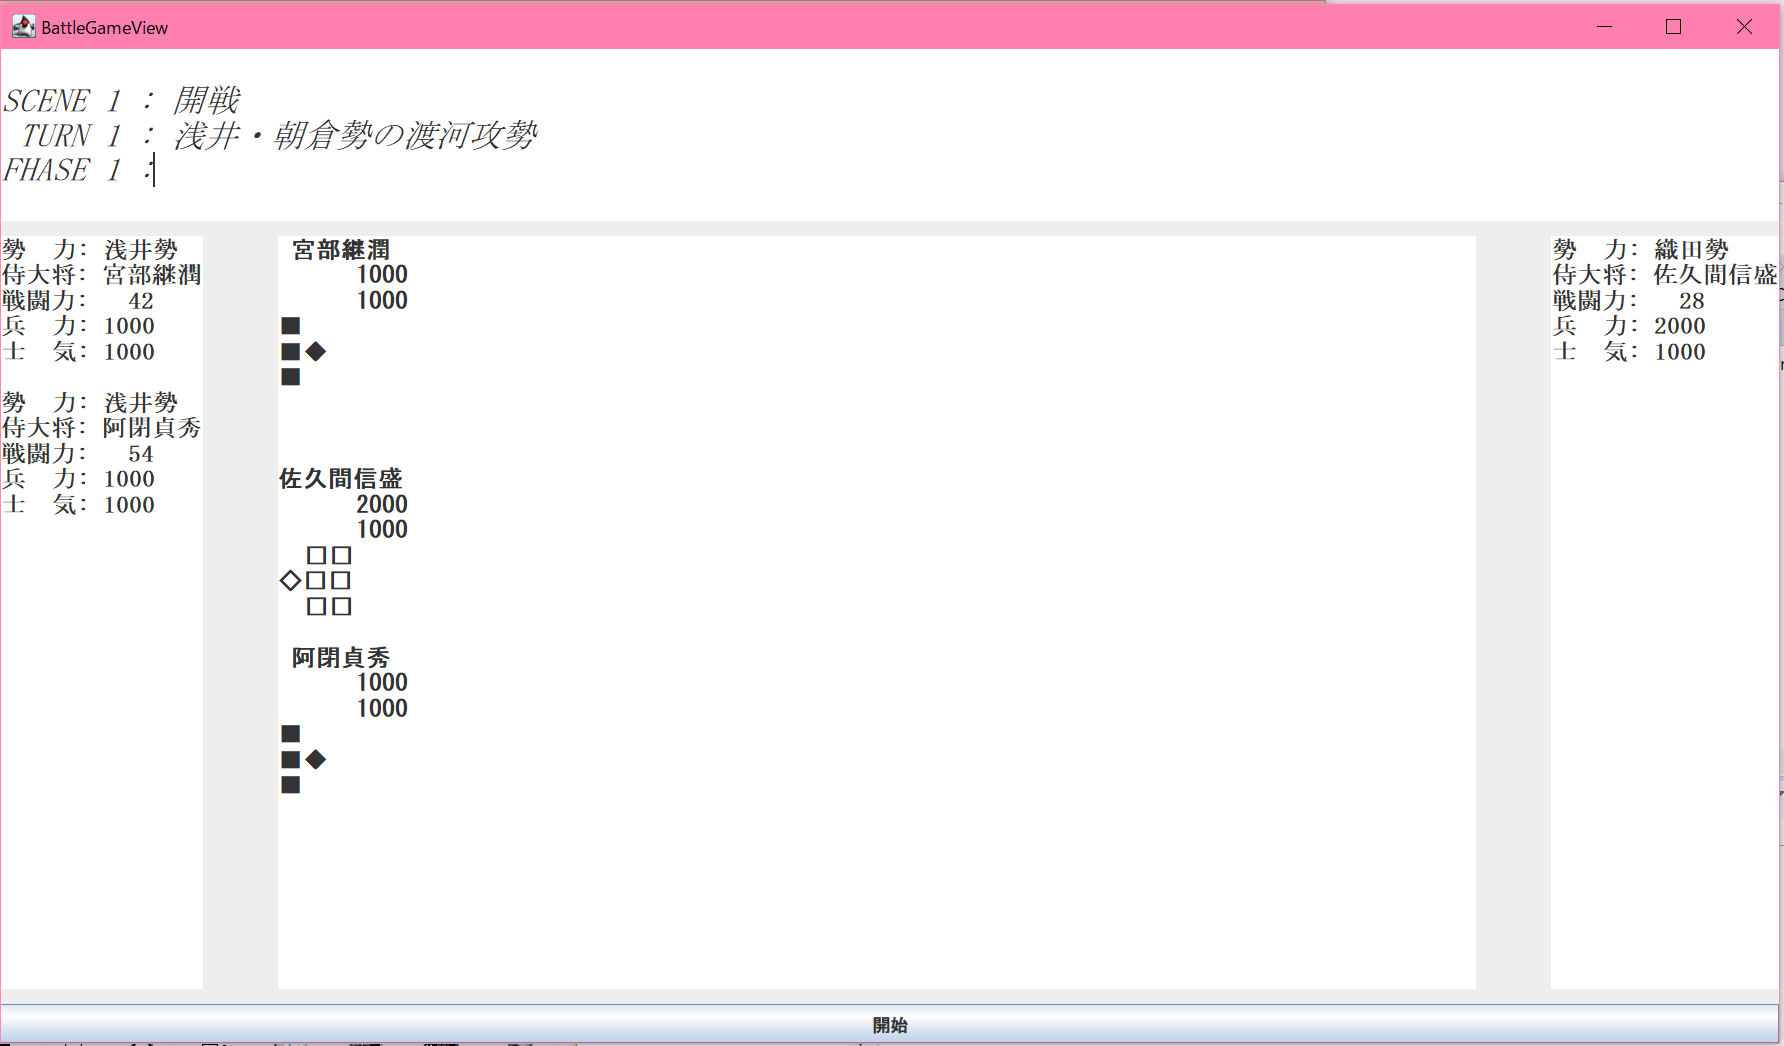 BattleGameView
SCENE 1 : 開戦
TURN 1 : 浅井・朝倉勢の渡河攻勢
FHASE 1 :
勢　力: 浅井勢
侍大将: 宮部継潤
戦闘力: 42
兵　力: 1000
士　気: 1000
勢　力: 浅井勢
侍大将: 阿閉貞秀
戦闘力: 54
兵　力: 1000
士　気: 1000
宮部継潤
1000
1000
■
■◆
■
佐久間信盛
2000
1000
□□
◇□□
□□
阿閉貞秀
1000
1000
■
■◆
■
勢　力: 織田勢
侍大将: 佐久間信盛
戦闘力: 28
兵　力: 2000
士　気: 1000
開始